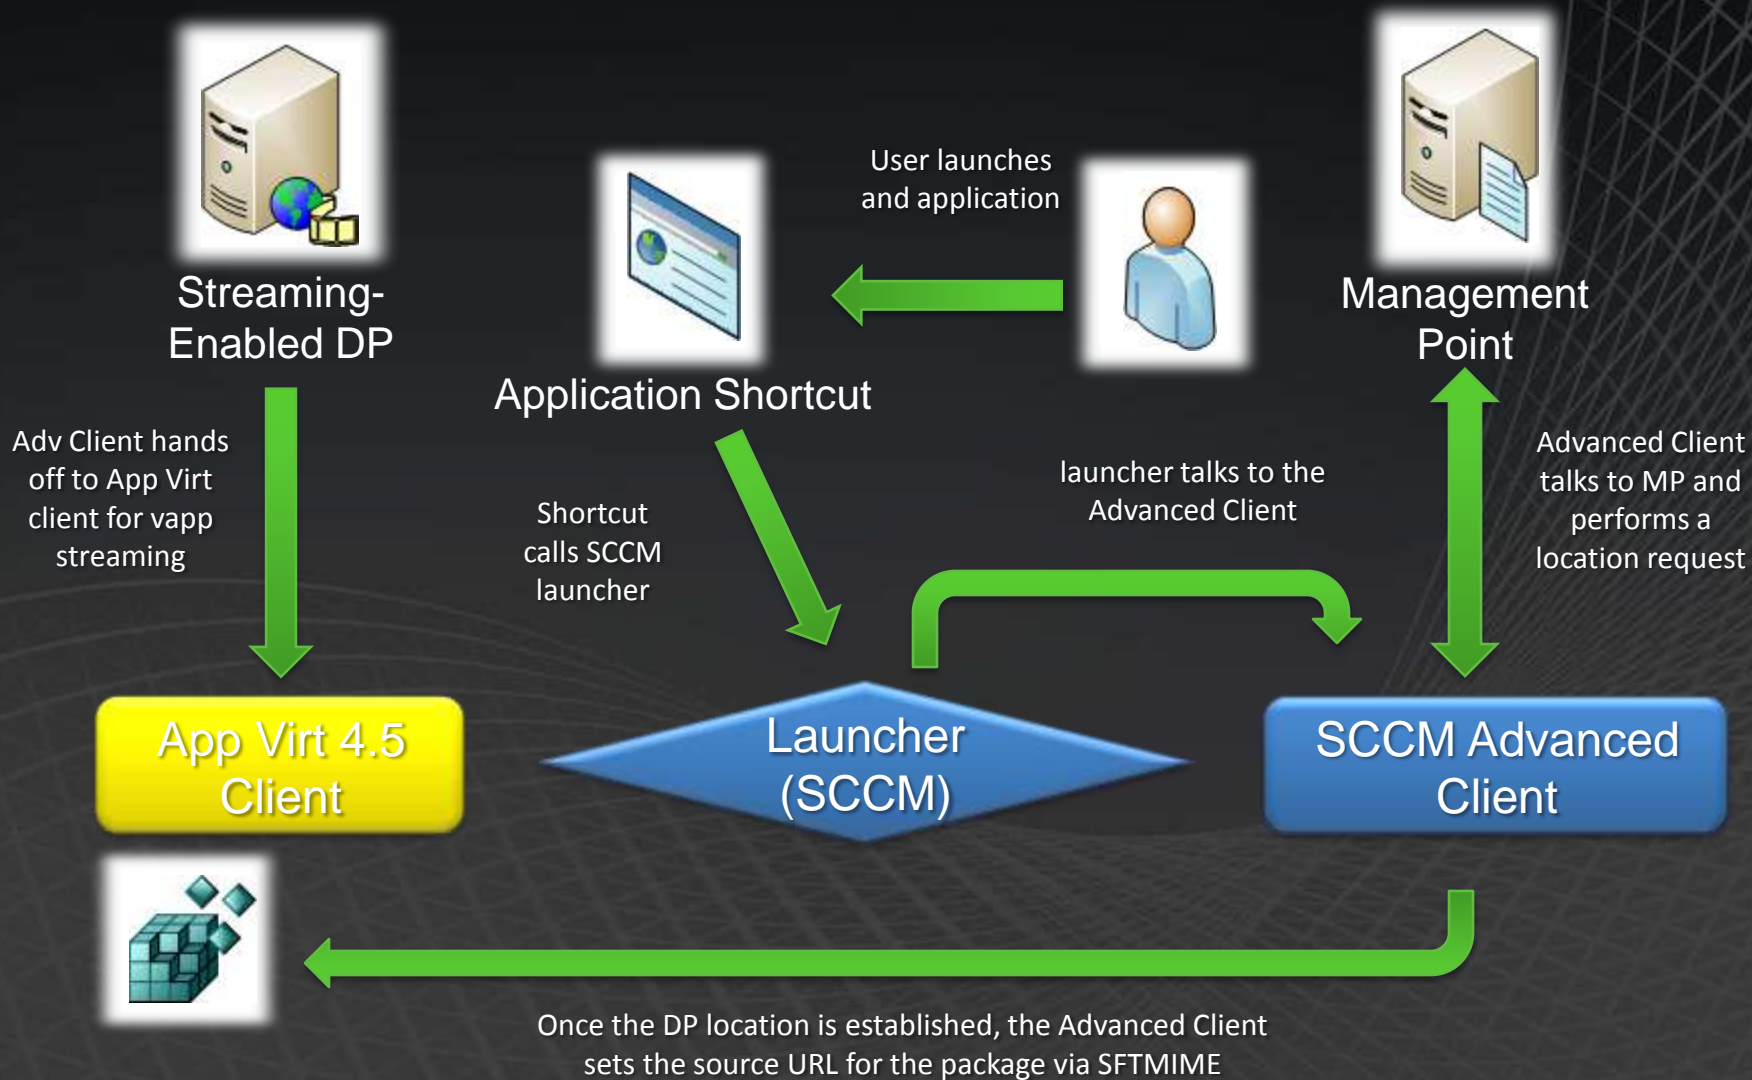 Streaming-
Enabled DP
User launches
and application
Application Shortcut
Management
Point
Adv Client hands
off to App Virt
client for vapp
streaming
Shortcut
calls SCCM
launcher
launcher talks to the
Advanced Client
Advanced Client
talks to MP and
performs a
location request
App Virt 4.5
Client
Launcher
(SCCM)
SCCM Advanced
Client
Once the DP location is established, the Advanced Client
sets the source URL for the package via SFTMIME